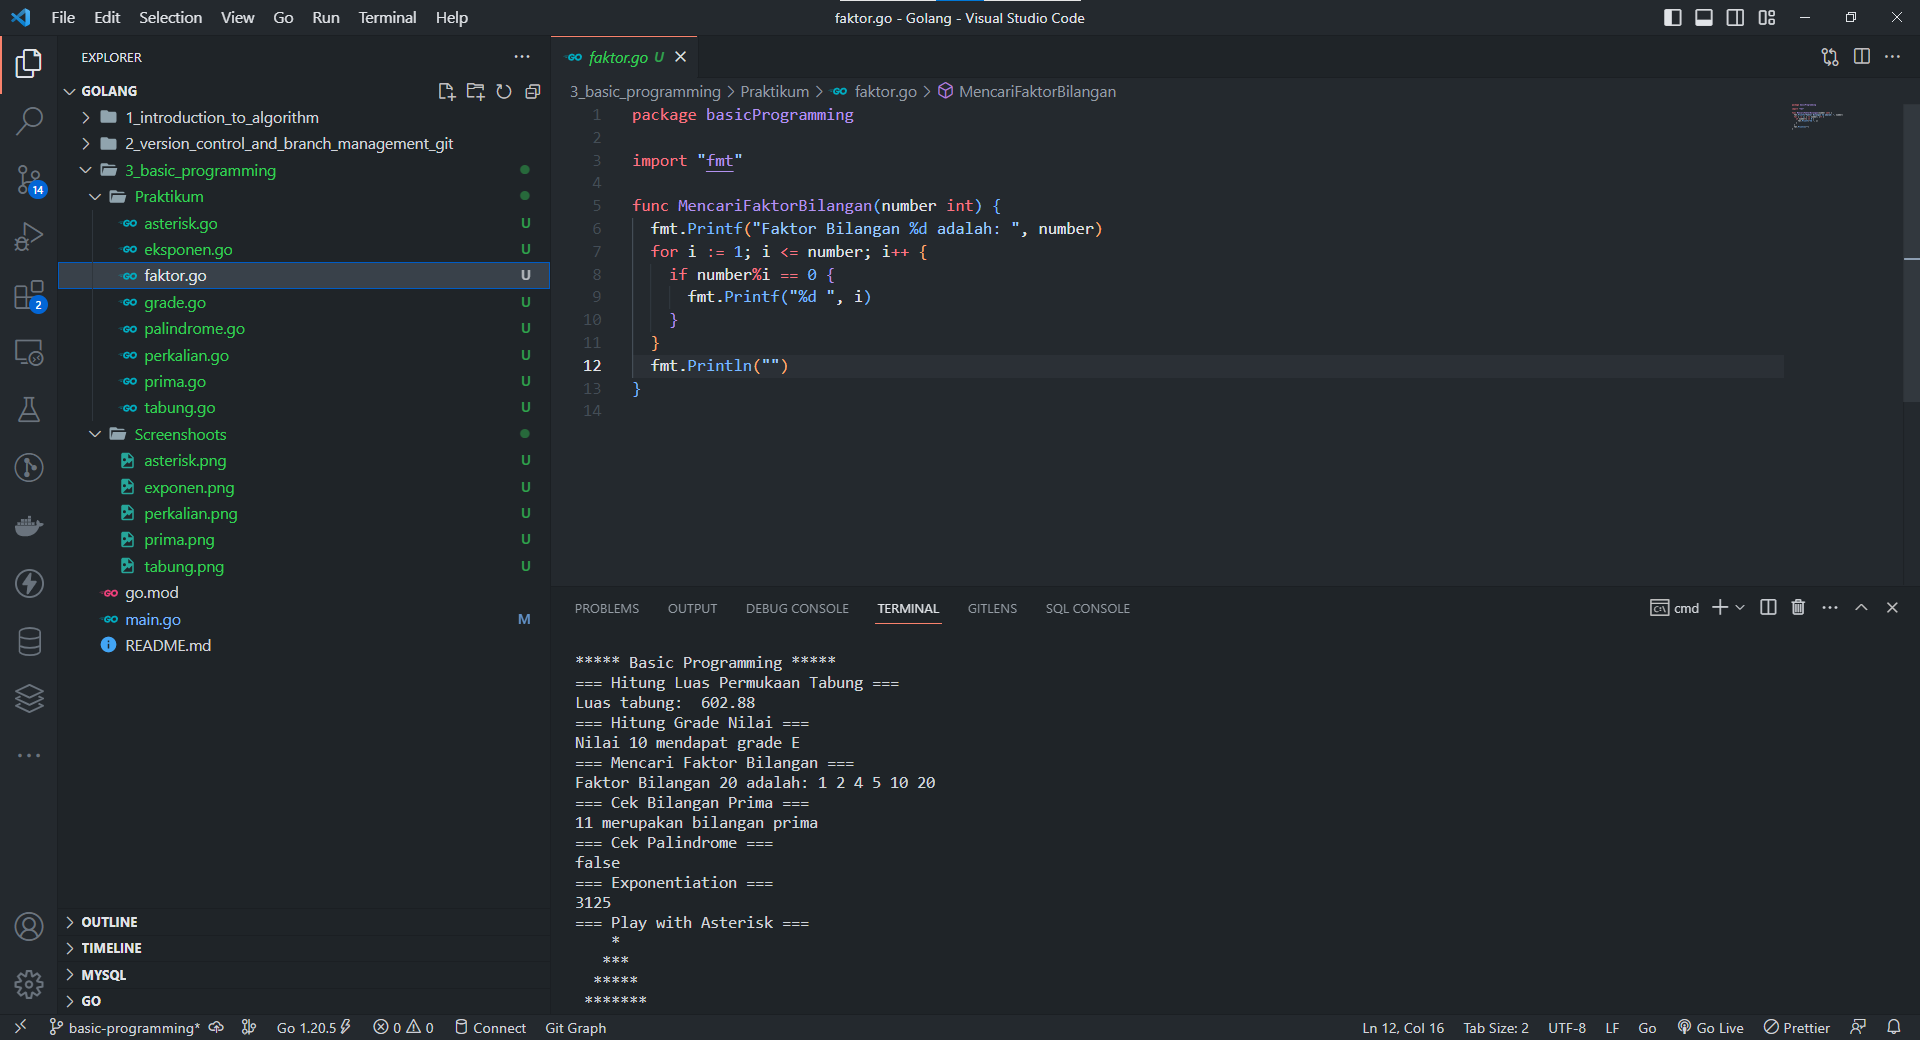 File Edit Selection View Go Run Terminal Help
faktor.go - Golang - Visual Studio Code
EXPLORER
GOLANG
1_introduction_to_algorithm
2_version_control_and_branch_management_git
3_basic_programming
Praktikum
asterisk.go U
eksponen.go U
faktor.go U
grade.go U
palindrome.go U
perkalian.go U
prima.go U
tabung.go U
Screenshoots
asterisk.png U
exponen.png U
perkalian.png U
prima.png U
tabung.png U
go.mod
main.go M
README.md
OUTLINE
TIMELINE
MYSQL
GO
14
2
faktor.go U
3_basic_programming > Praktikum > faktor.go > MencariFaktorBilangan
1 package basicProgramming
2
3 import "fmt"
4
5 func MencariFaktorBilangan(number int) {
6 fmt.Printf("Faktor Bilangan %d adalah: ", number)
7 for i := 1; i <= number; i++ {
8 if number%i == 0 {
9 fmt.Printf("%d ", i)
10 }
11 }
12 fmt.Println("")
13 }
14
PROBLEMS OUTPUT DEBUG CONSOLE TERMINAL GITLENS SQL CONSOLE
cmd
***** Basic Programming *****
=== Hitung Luas Permukaan Tabung ===
Luas tabung:  602.88
=== Hitung Grade Nilai ===
Nilai 10 mendapat grade E
=== Mencari Faktor Bilangan ===
Faktor Bilangan 20 adalah: 1 2 4 5 10 20
=== Cek Bilangan Prima ===
11 merupakan bilangan prima
=== Cek Palindrome ===
false
=== Exponentiation ===
3125
=== Play with Asterisk ===
*
***
*****
*******
basic-programming* Go 1.20.5 0 0 Connect Git Graph
Ln 12, Col 16 Tab Size: 2 UTF-8 LF Go Go Live Prettier